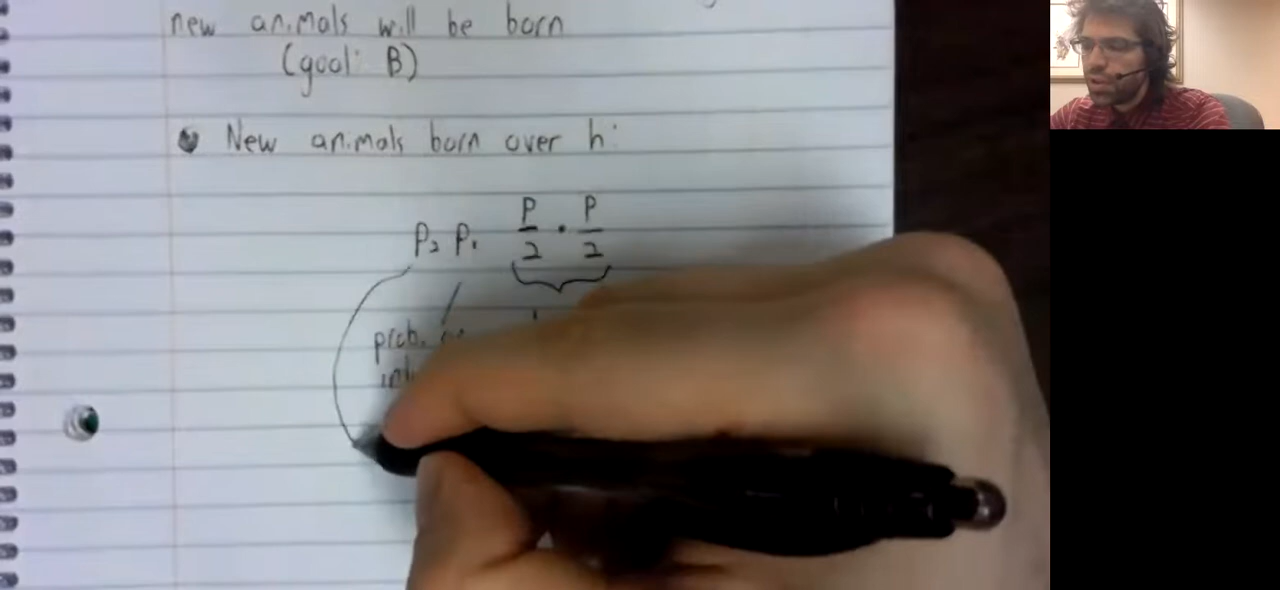 new animals will be born
(goal: B)
New animals born over h:
P₂ P₁ P/2 · P/2
prob.